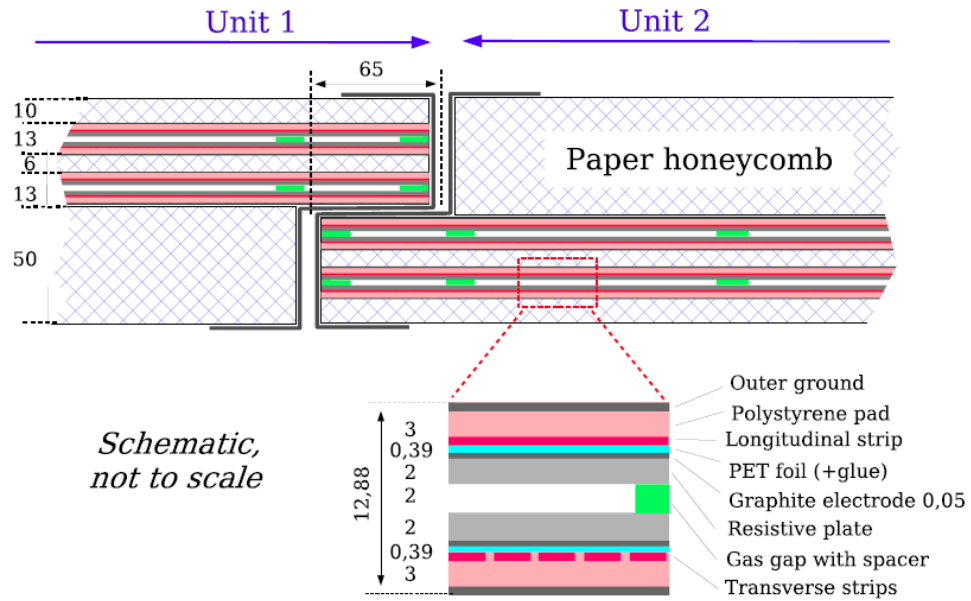 Unit 1
Unit 2
65
10
13
6
13
50
Paper honeycomb
Schematic,
not to scale
12,88
3
0,39
2
2
2
0,39
3
Outer ground
Polystyrene pad
Longitudinal strip
PET foil (+glue)
Graphite electrode 0,05
Resistive plate
Gas gap with spacer
Transverse strips